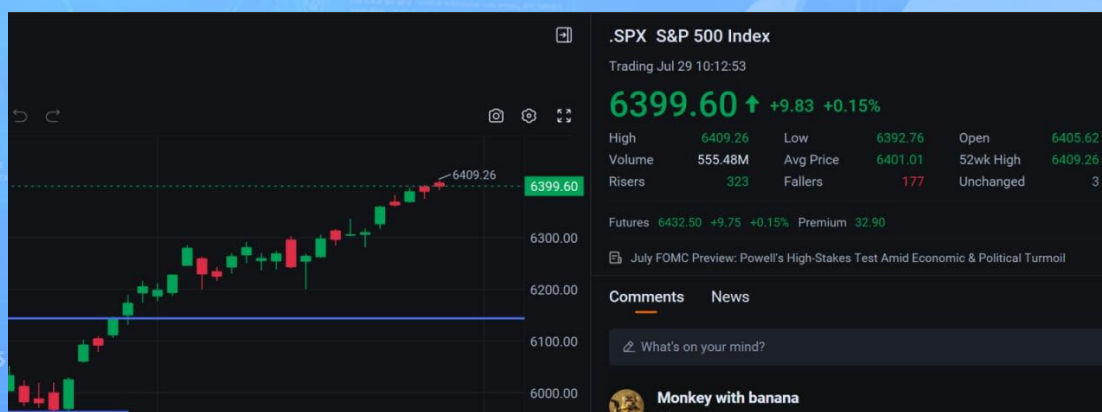 6409.26
6399.60
6300.00
6200.00
6100.00
6000.00
.SPX S&P 500 Index
Trading Jul 29 10:12:53
6399.60 +9.83 +0.15%
High 6409.26 Low 6392.76 Open 6405.62
Volume 555.48M Avg Price 6401.01 52wk High 6409.26
Risers 323 Fallers 177 Unchanged 3
Futures 6432.50 +9.75 +0.15% Premium 32.90
July FOMC Preview: Powell's High-Stakes Test Amid Economic & Political Turmoil
Comments News
What's on your mind?
Monkey with banana